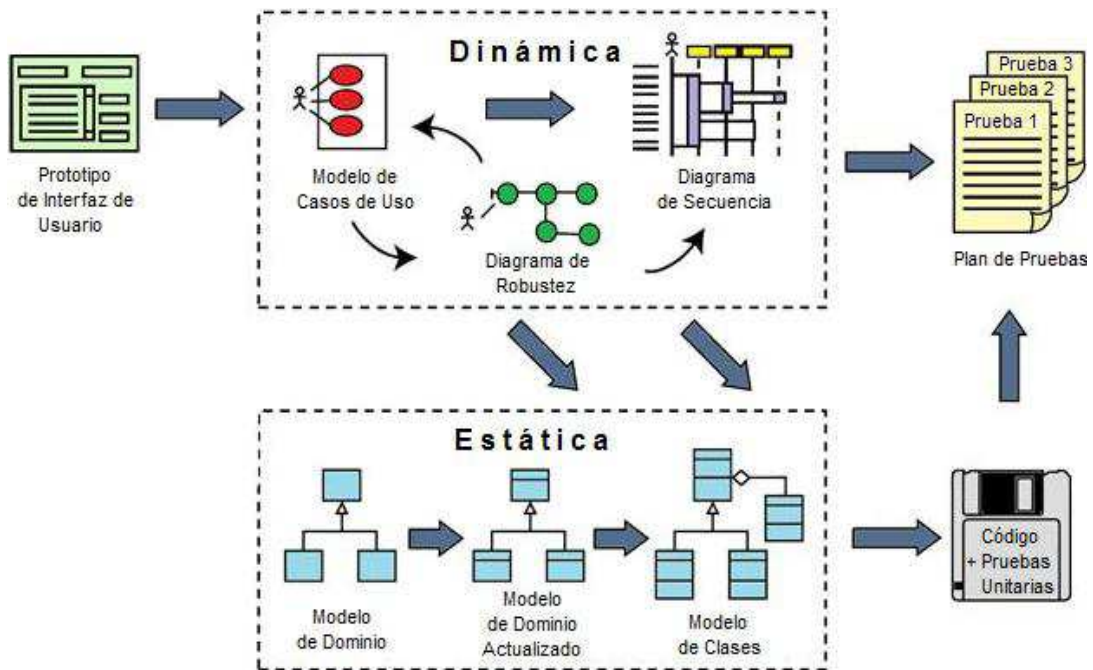 Dinámica
Prototipo
de Interfaz de
Usuario
Modelo de
Casos de Uso
Diagrama de
Robustez
Diagrama
de Secuencia
Prueba 3
Prueba 2
Prueba 1
Plan de Pruebas
Estática
Modelo
de Dominio
Modelo
de Dominio
Actualizado
Modelo
de Clases
Código
+ Pruebas
Unitarias